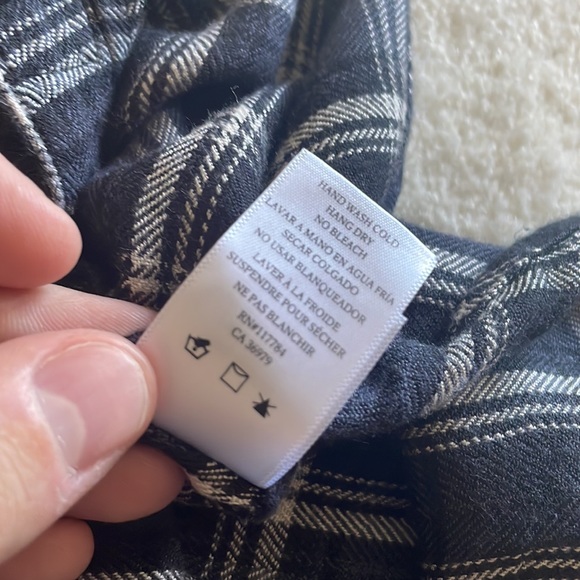 HAND WASH COLD
HANG DRY
NO BLEACH
LAVAR A MANO EN AGUA FRÍA
SECAR COLGADO
NO USAR BLANQUEADOR
LAVER À LA FROIDE
SUSPENDRE POUR SÉCHER
NE PAS BLANCHIR
RN#117784
CA 36979